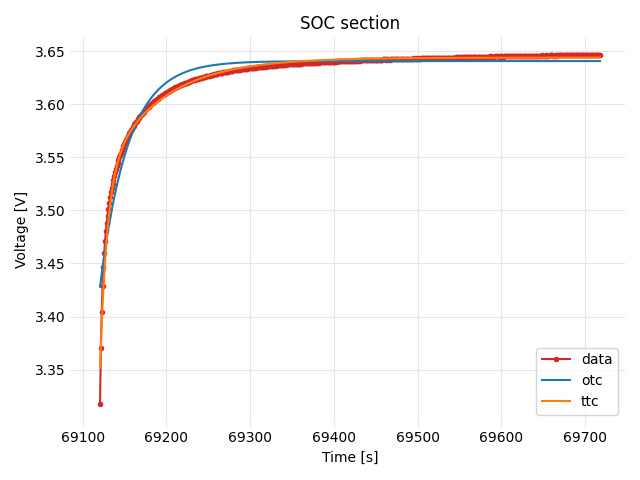 SOC section
Voltage [V]
3.65
3.60
3.55
3.50
3.45
3.40
3.35
69100 69200 69300 69400 69500 69600 69700
Time [s]
data
otc
ttc